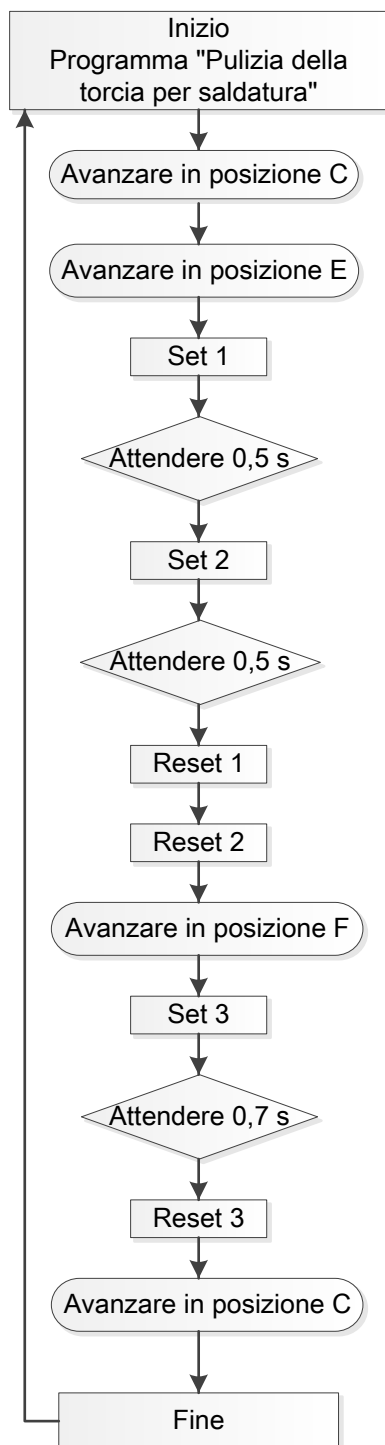 Inizio
Programma "Pulizia della
torcia per saldatura"
Avanzare in posizione C
Avanzare in posizione E
Set 1
Attendere 0,5 s
Set 2
Attendere 0,5 s
Reset 1
Reset 2
Avanzare in posizione F
Set 3
Attendere 0,7 s
Reset 3
Avanzare in posizione C
Fine